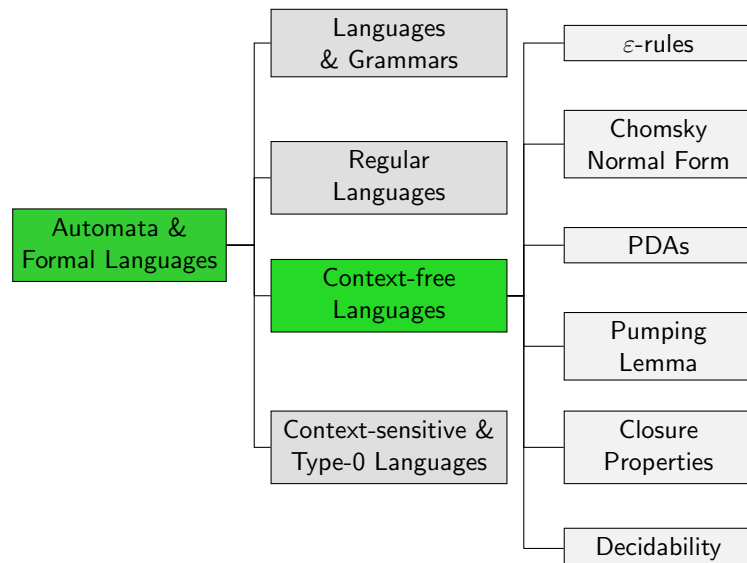 Automata &
Formal Languages
Languages
& Grammars
Regular
Languages
Context-free
Languages
Context-sensitive &
Type-0 Languages
ε-rules
Chomsky
Normal Form
PDAs
Pumping
Lemma
Closure
Properties
Decidability